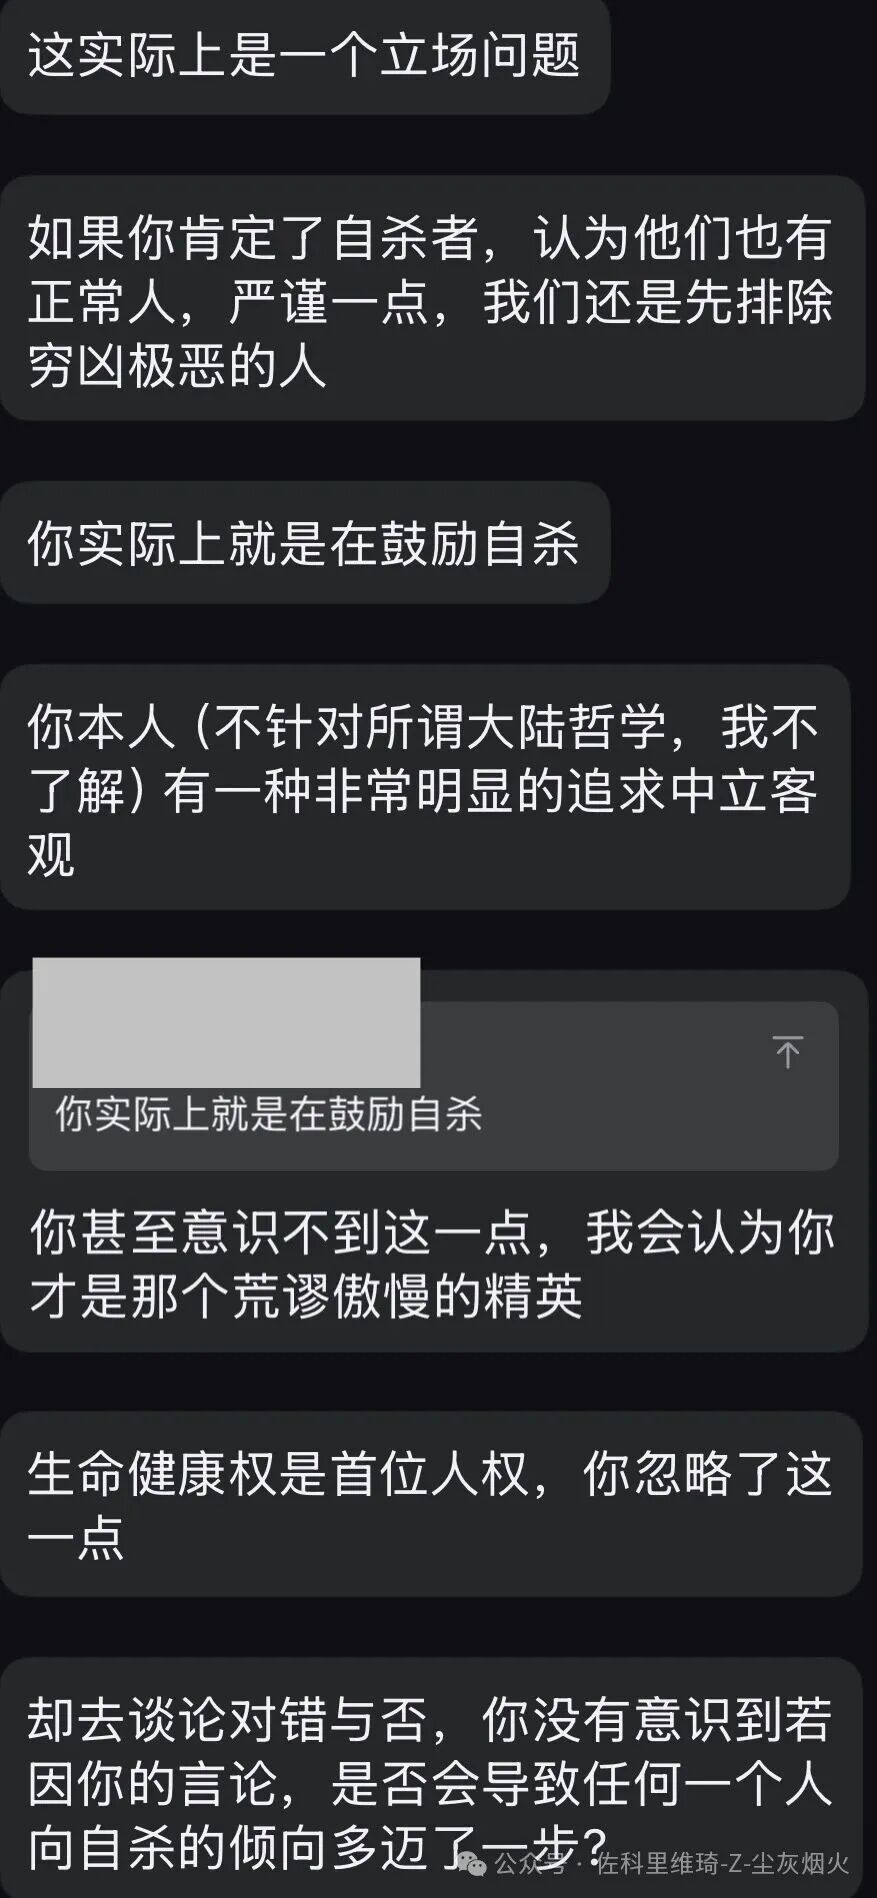 这实际上是一个立场问题
如果你肯定了自杀者，认为他们也有
正常人，严谨一点，我们还是先排除
穷凶极恶的人
你实际上就是在鼓励自杀
你本人（不针对所谓大陆哲学，我不
了解）有一种非常明显的追求中立客
观
你实际上就是在鼓励自杀
你甚至意识不到这一点，我会认为你
才是那个荒谬傲慢的精英
生命健康权是首位人权，你忽略了这
一点
却去谈论对错与否，你没有意识到若
因你的言论，是否会导致任何一个人
向自杀的倾向多迈了一步？
公众号·佐科里维琦-Z-尘灰烟火